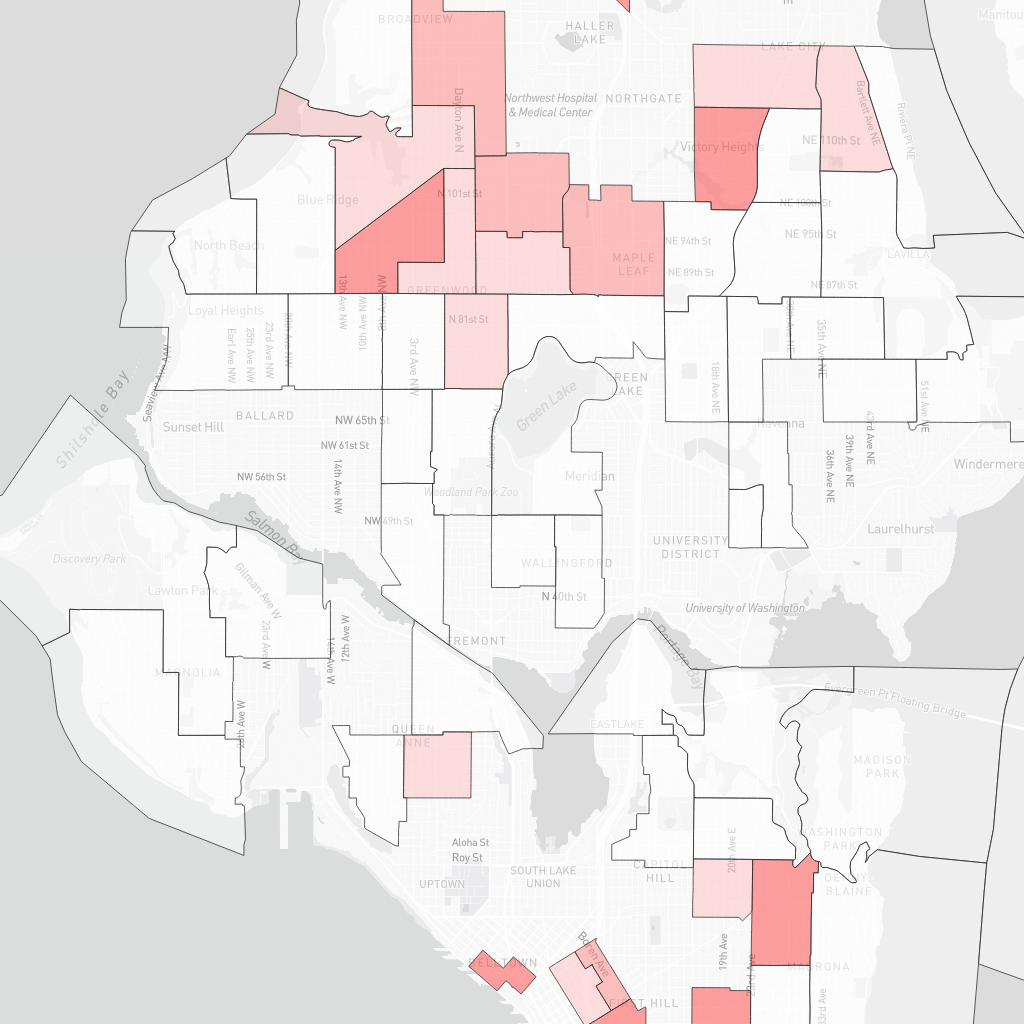 BROADVIEW
HALLER
LAKE
LAKE CITY
Northwest Hospital
& Medical Center
NORTHGATE
Dayton Ave N
Bartlett Ave NE
Riviera Pl NE
Victory Heights
NE 110th St
N 101st St
Blue Ridge
NE 100th St
North Beach
NE 94th St
NE 95th St
LAVILLA
MAPLE
LEAF
NE 89th St
NE 87th St
GREENWOOD
13th Ave NW
10th Ave NW
Loyal Heights
N 81st St
Earl Ave NW
25th Ave NW
23rd Ave NW
3rd Ave NW
35th Ave NE
Seaview Ave NW
18th Ave NE
GREEN
LAKE
Green Lake
51st Ave NE
Shilshole Bay
BALLARD
NW 65th St
Sunset Hill
NW 61st St
Ravenna
43rd Ave NE
39th Ave NE
36th Ave NE
Windermere
NW 56th St
14th Ave NW
Meridian
Woodland Park Zoo
NW 49th St
Salmon Bay
Laurelhurst
UNIVERSITY
DISTRICT
Discovery Park
WALLINGFORD
Lawton Park
Gilman Ave W
N 40th St
University of Washington
23rd Ave W
12th Ave W
14th Ave W
FREMONT
Portage Bay
MAGNOLIA
Evergreen Pt Floating Bridge
28th Ave W
QUEEN
ANNE
EASTLAKE
MADISON
PARK
Aloha St
Roy St
20th Ave E
WASHINGTON
PARK
UPTOWN
SOUTH LAKE
UNION
CAPITOL
HILL
DENNY-
BLAINE
BELLTOWN
Boren Ave
19th Ave
23rd Ave
MADRONA
FIRST HILL
33rd Ave